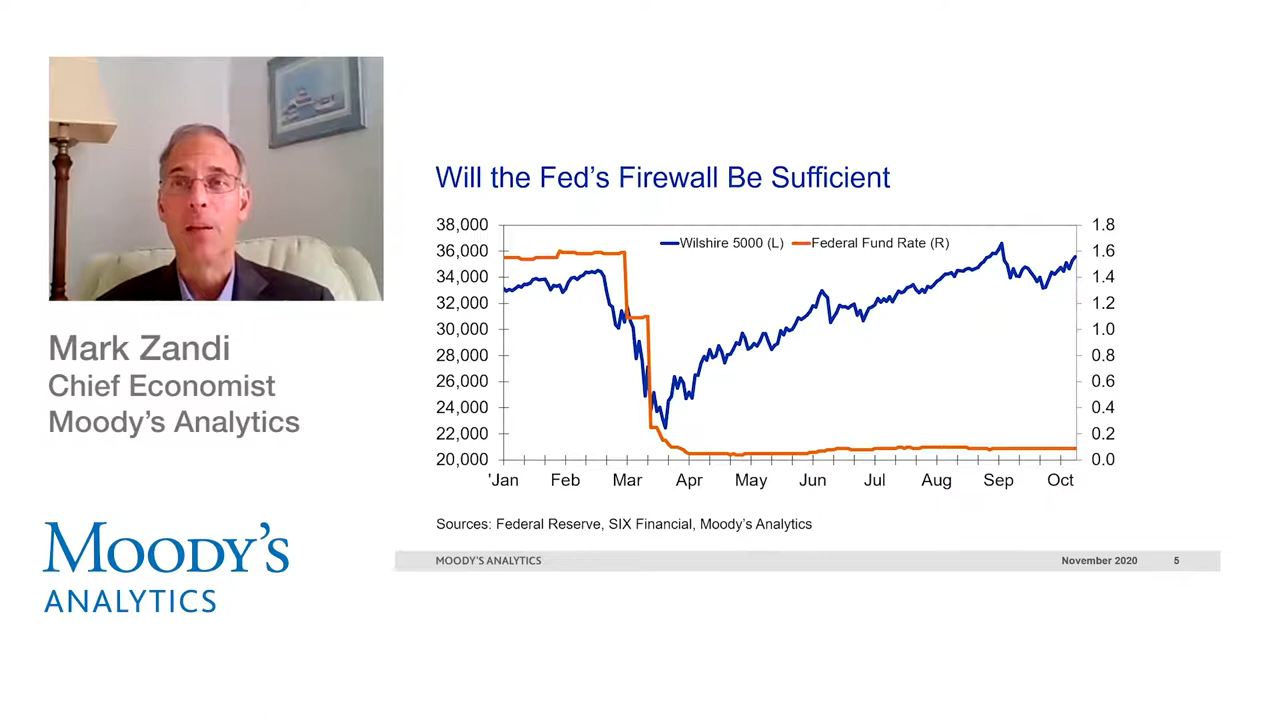 Mark Zandi
Chief Economist
Moody's Analytics
MOODY'S
ANALYTICS
Will the Fed's Firewall Be Sufficient
Wilshire 5000 (L) Federal Fund Rate (R)
38,000
36,000
34,000
32,000
30,000
28,000
26,000
24,000
22,000
20,000
1.8
1.6
1.4
1.2
1.0
0.8
0.6
0.4
0.2
0.0
'Jan Feb Mar Apr May Jun Jul Aug Sep Oct
Sources: Federal Reserve, SIX Financial, Moody's Analytics
MOODY'S ANALYTICS November 2020 5